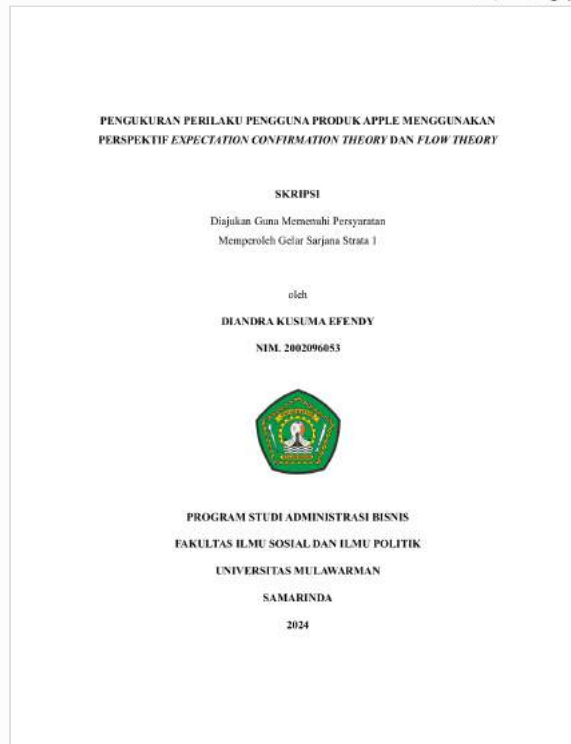 PENGUKURAN PERILAKU PENGGUNA PRODUK APPLE MENGGUNAKAN
PERSPEKTIF EXPECTATION CONFIRMATION THEORY DAN FLOW THEORY
SKRIPSI
Diajukan Guna Memenuhi Persyaratan
Memperoleh Gelar Sarjana Strata 1
oleh
DIANDRA KUSUMA EFENDY
NIM. 2002096053
PROGRAM STUDI ADMINISTRASI BISNIS
FAKULTAS ILMU SOSIAL DAN ILMU POLITIK
UNIVERSITAS MULAWARMAN
SAMARINDA
2024